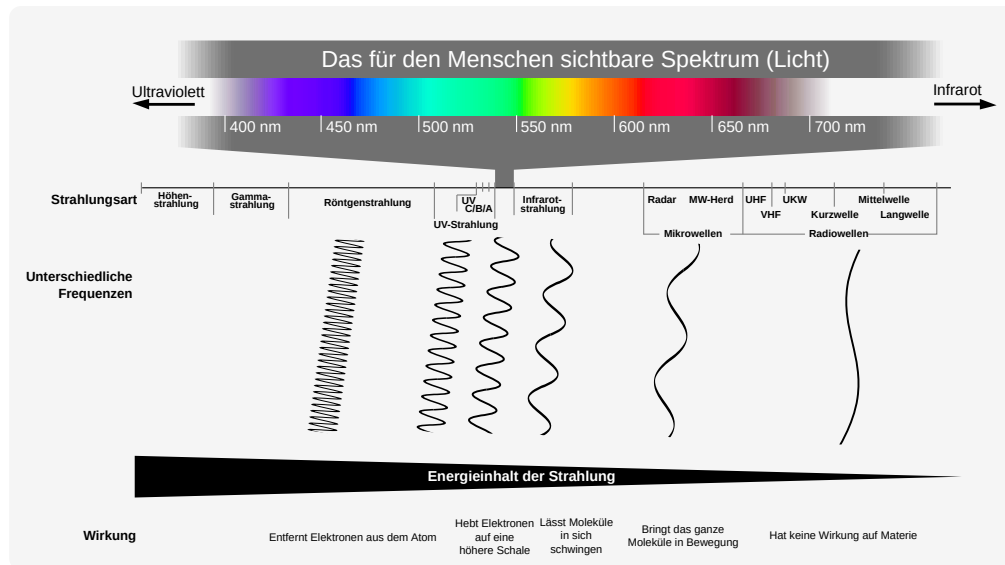 Das für den Menschen sichtbare Spektrum (Licht)
Ultraviolett
Infrarot
400 nm
450 nm
500 nm
550 nm
600 nm
650 nm
700 nm
Strahlungsart
Höhen-
strahlung
Gamma-
strahlung
Röntgenstrahlung
UV
C/B/A
UV-Strahlung
Infrarot-
strahlung
Radar
MW-Herd
Mikrowellen
UHF
VHF
UKW
Kurzwelle
Mittelwelle
Langwelle
Radiowellen
Unterschiedliche
Frequenzen
Energieinhalt der Strahlung
Wirkung
Entfernt Elektronen aus dem Atom
Hebt Elektronen
auf eine
höhere Schale
Lässt Moleküle
in sich
schwingen
Bringt das ganze
Moleküle in Bewegung
Hat keine Wirkung auf Materie